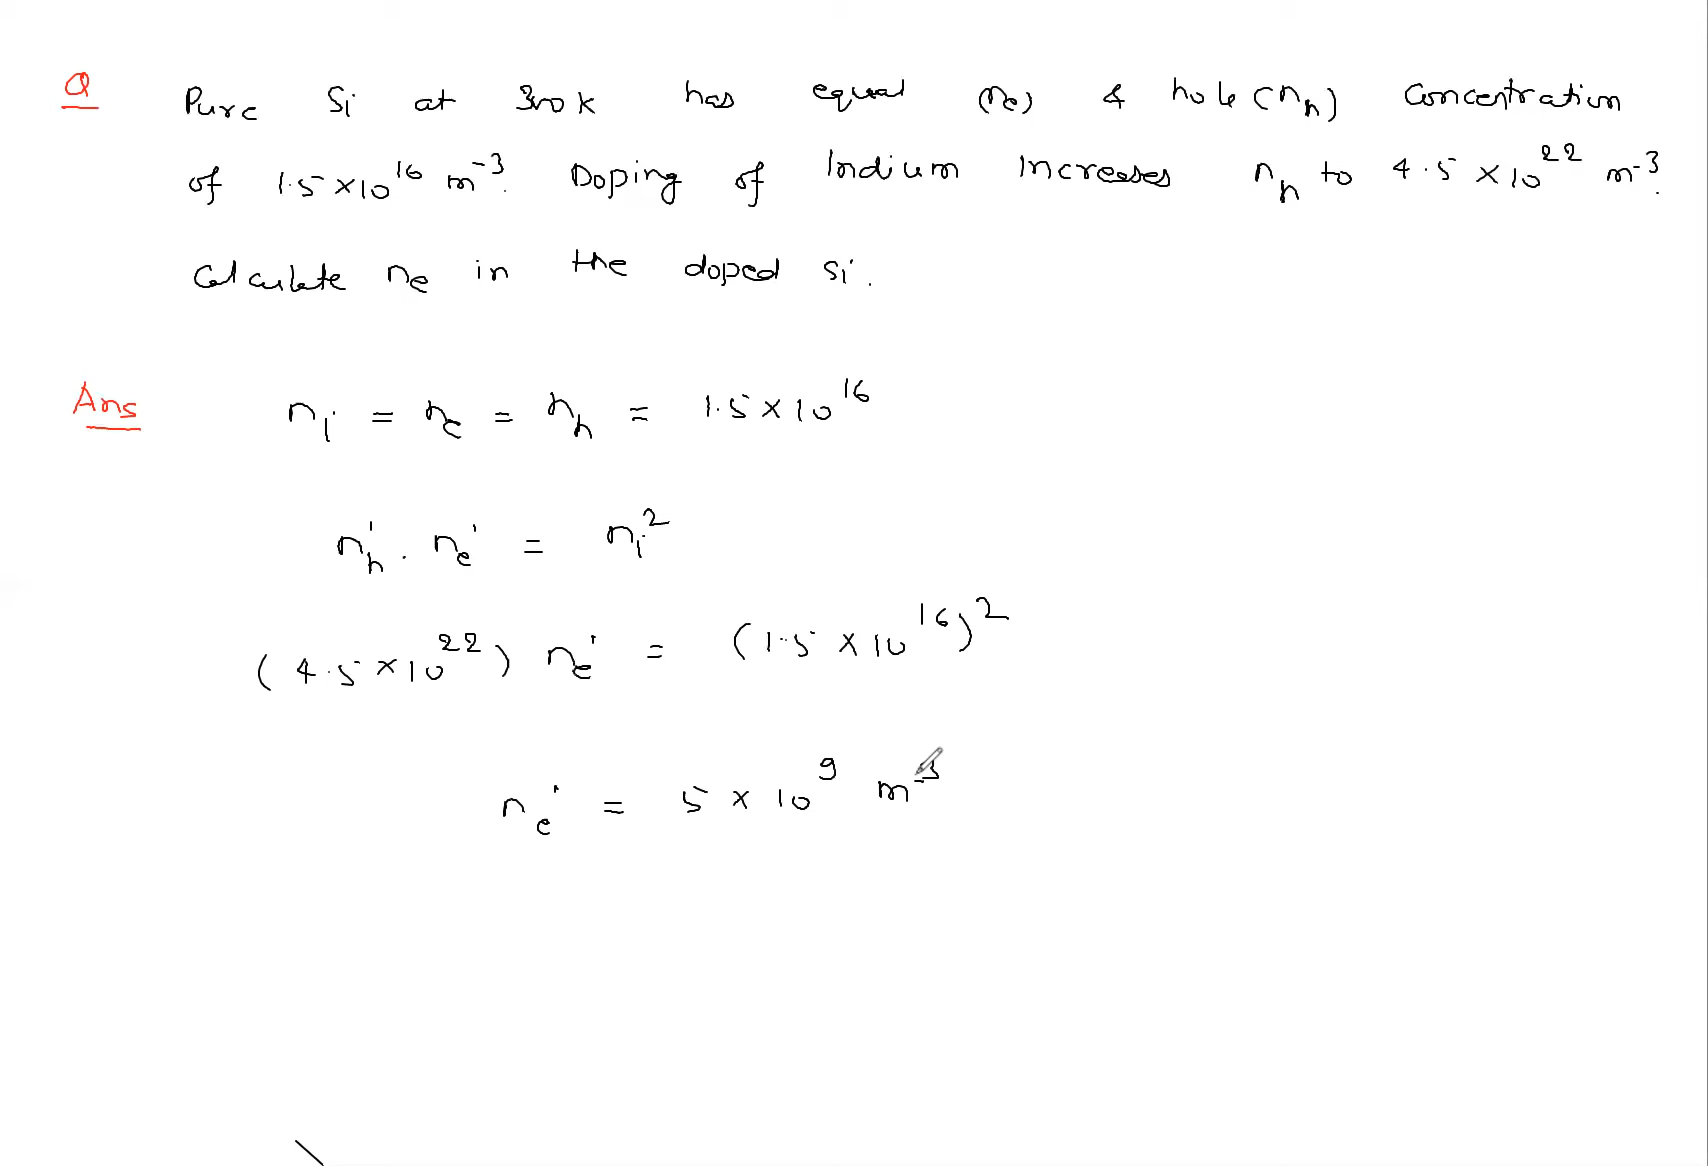 Q Pure Si at 300K has equal (ne) & hole (nh) Concentration
of 1.5 × 10^16 m^-3. Doping of Indium Increases nh to 4.5 × 10^22 m^-3.
Calculate ne in the doped Si.
Ans ni = ne = nh = 1.5 × 10^16
nh' . ne' = ni^2
(4.5 × 10^22) ne' = (1.5 × 10^16)^2
ne' = 5 × 10^9 m^-3